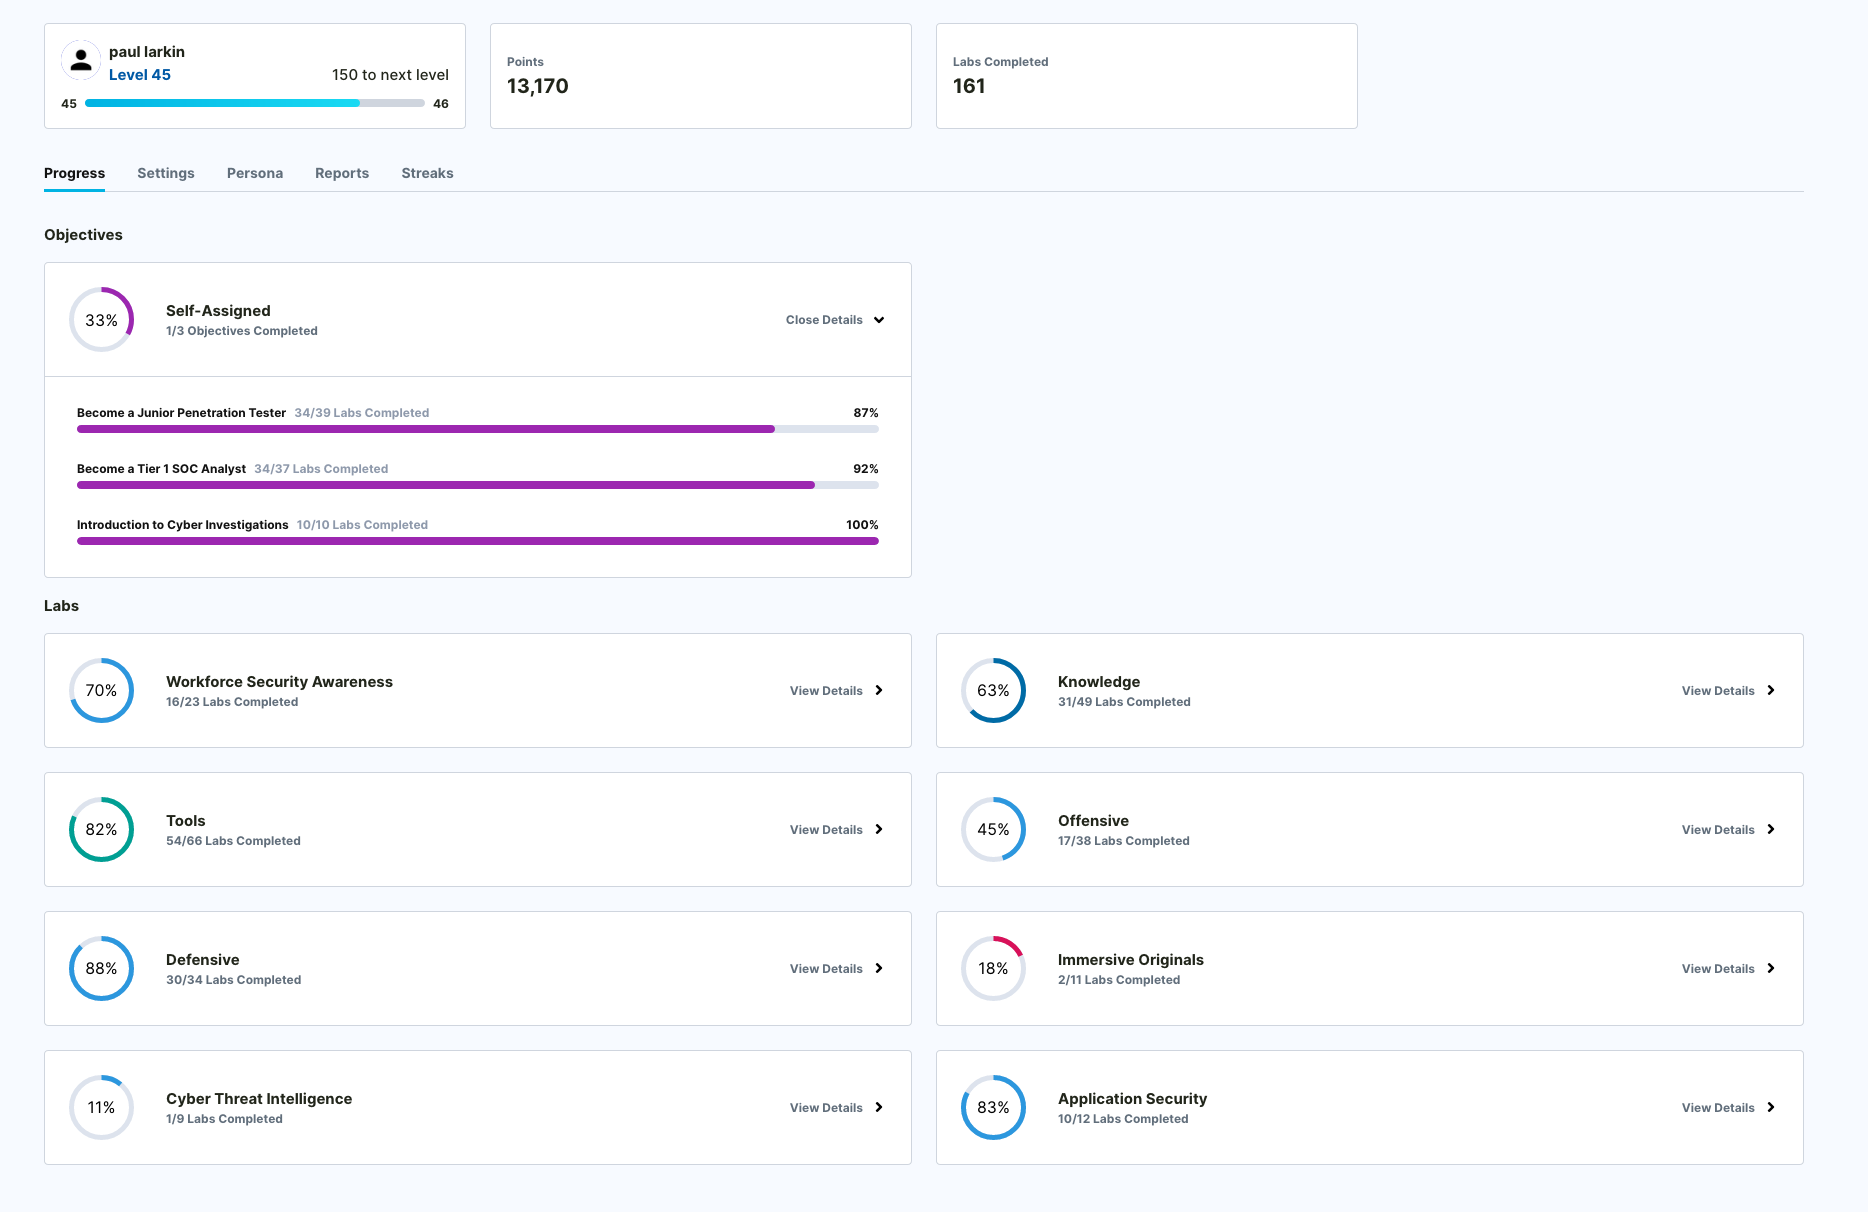 paul larkin
Level 45
150 to next level
45
46
Points
13,170
Labs Completed
161
Progress
Settings
Persona
Reports
Streaks
Objectives
33%
Self-Assigned
1/3 Objectives Completed
Close Details
Become a Junior Penetration Tester 34/39 Labs Completed
87%
Become a Tier 1 SOC Analyst 34/37 Labs Completed
92%
Introduction to Cyber Investigations 10/10 Labs Completed
100%
Labs
70%
Workforce Security Awareness
16/23 Labs Completed
View Details
63%
Knowledge
31/49 Labs Completed
View Details
82%
Tools
54/66 Labs Completed
View Details
45%
Offensive
17/38 Labs Completed
View Details
88%
Defensive
30/34 Labs Completed
View Details
18%
Immersive Originals
2/11 Labs Completed
View Details
11%
Cyber Threat Intelligence
1/9 Labs Completed
View Details
83%
Application Security
10/12 Labs Completed
View Details